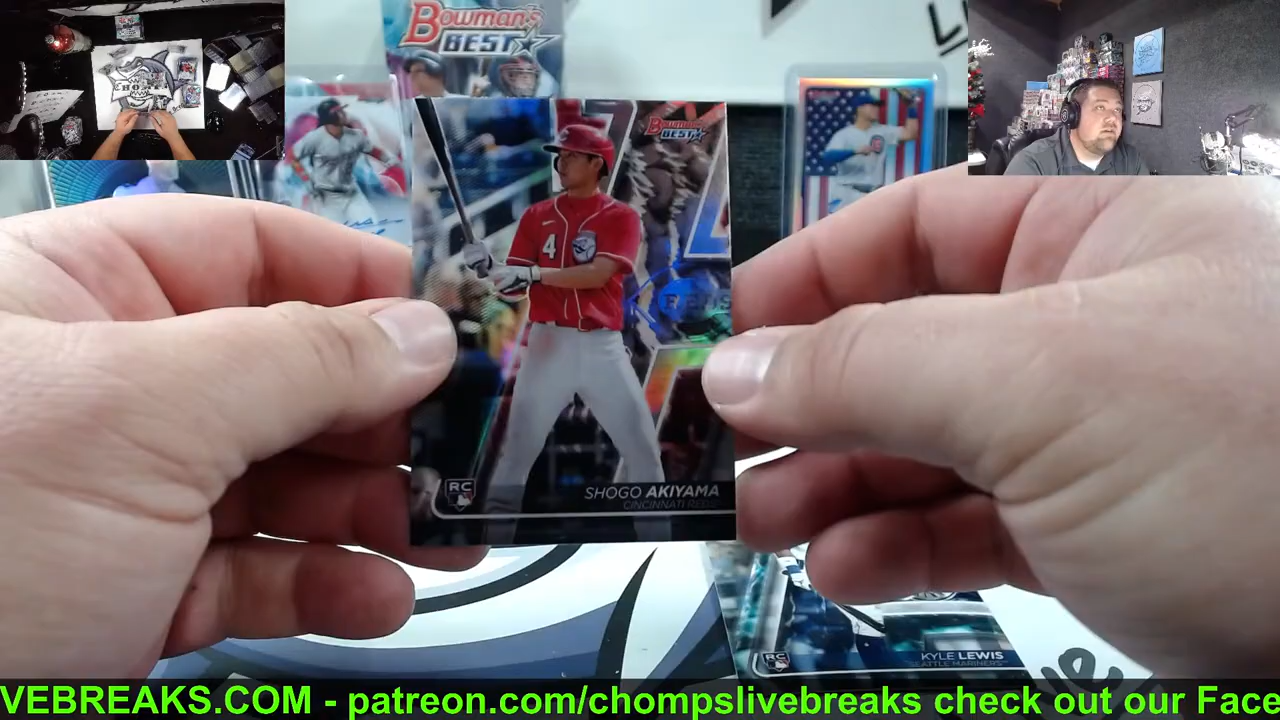 Bowman's
BEST
Bowman's
BEST
4
REDS
RC
SHOGO AKIYAMA
CINCINNATI REDS
RC
KYLE LEWIS
SEATTLE MARINERS
VEBREAKS.COM - patreon.com/chompslivebreaks check out our Face